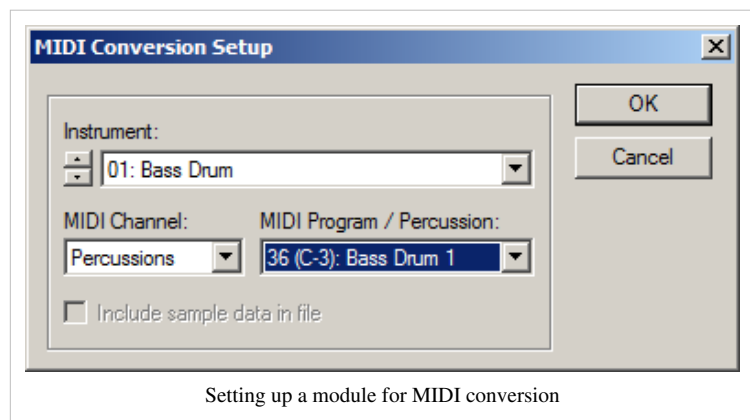 MIDI Conversion Setup
OK
Instrument:
01: Bass Drum
Cancel
MIDI Channel: MIDI Program / Percussion:
Percussions 36 (C-3): Bass Drum 1
Include sample data in file
Setting up a module for MIDI conversion